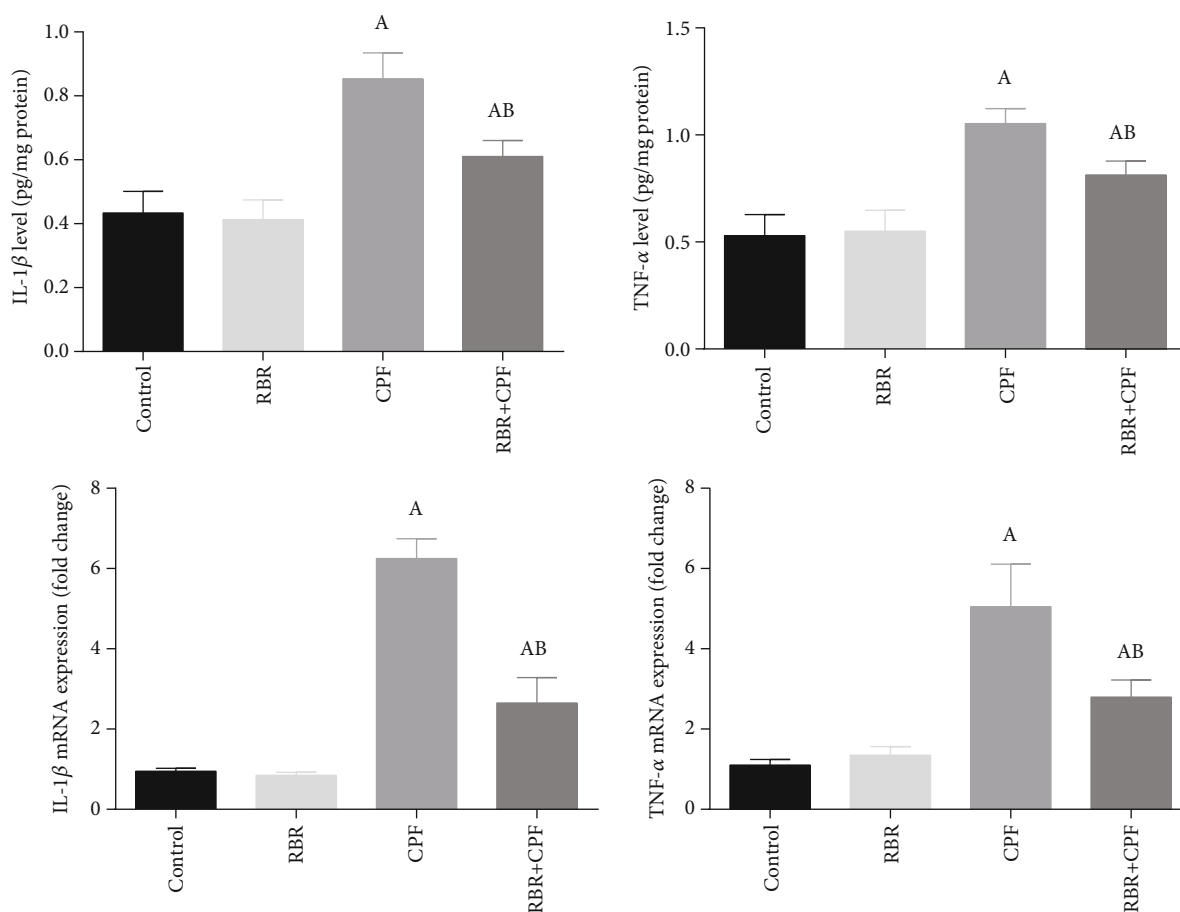 IL-1β level (pg/mg protein)
1.0
0.8
0.6
0.4
0.2
0.0
A
AB
Control
RBR
CPF
RBR+CPF
TNF-α level (pg/mg protein)
1.5
1.0
0.5
0.0
A
AB
Control
RBR
CPF
RBR+CPF
IL-1β mRNA expression (fold change)
8
6
4
2
0
A
AB
Control
RBR
CPF
RBR+CPF
TNF-α mRNA expression (fold change)
8
6
4
2
0
A
AB
Control
RBR
CPF
RBR+CPF